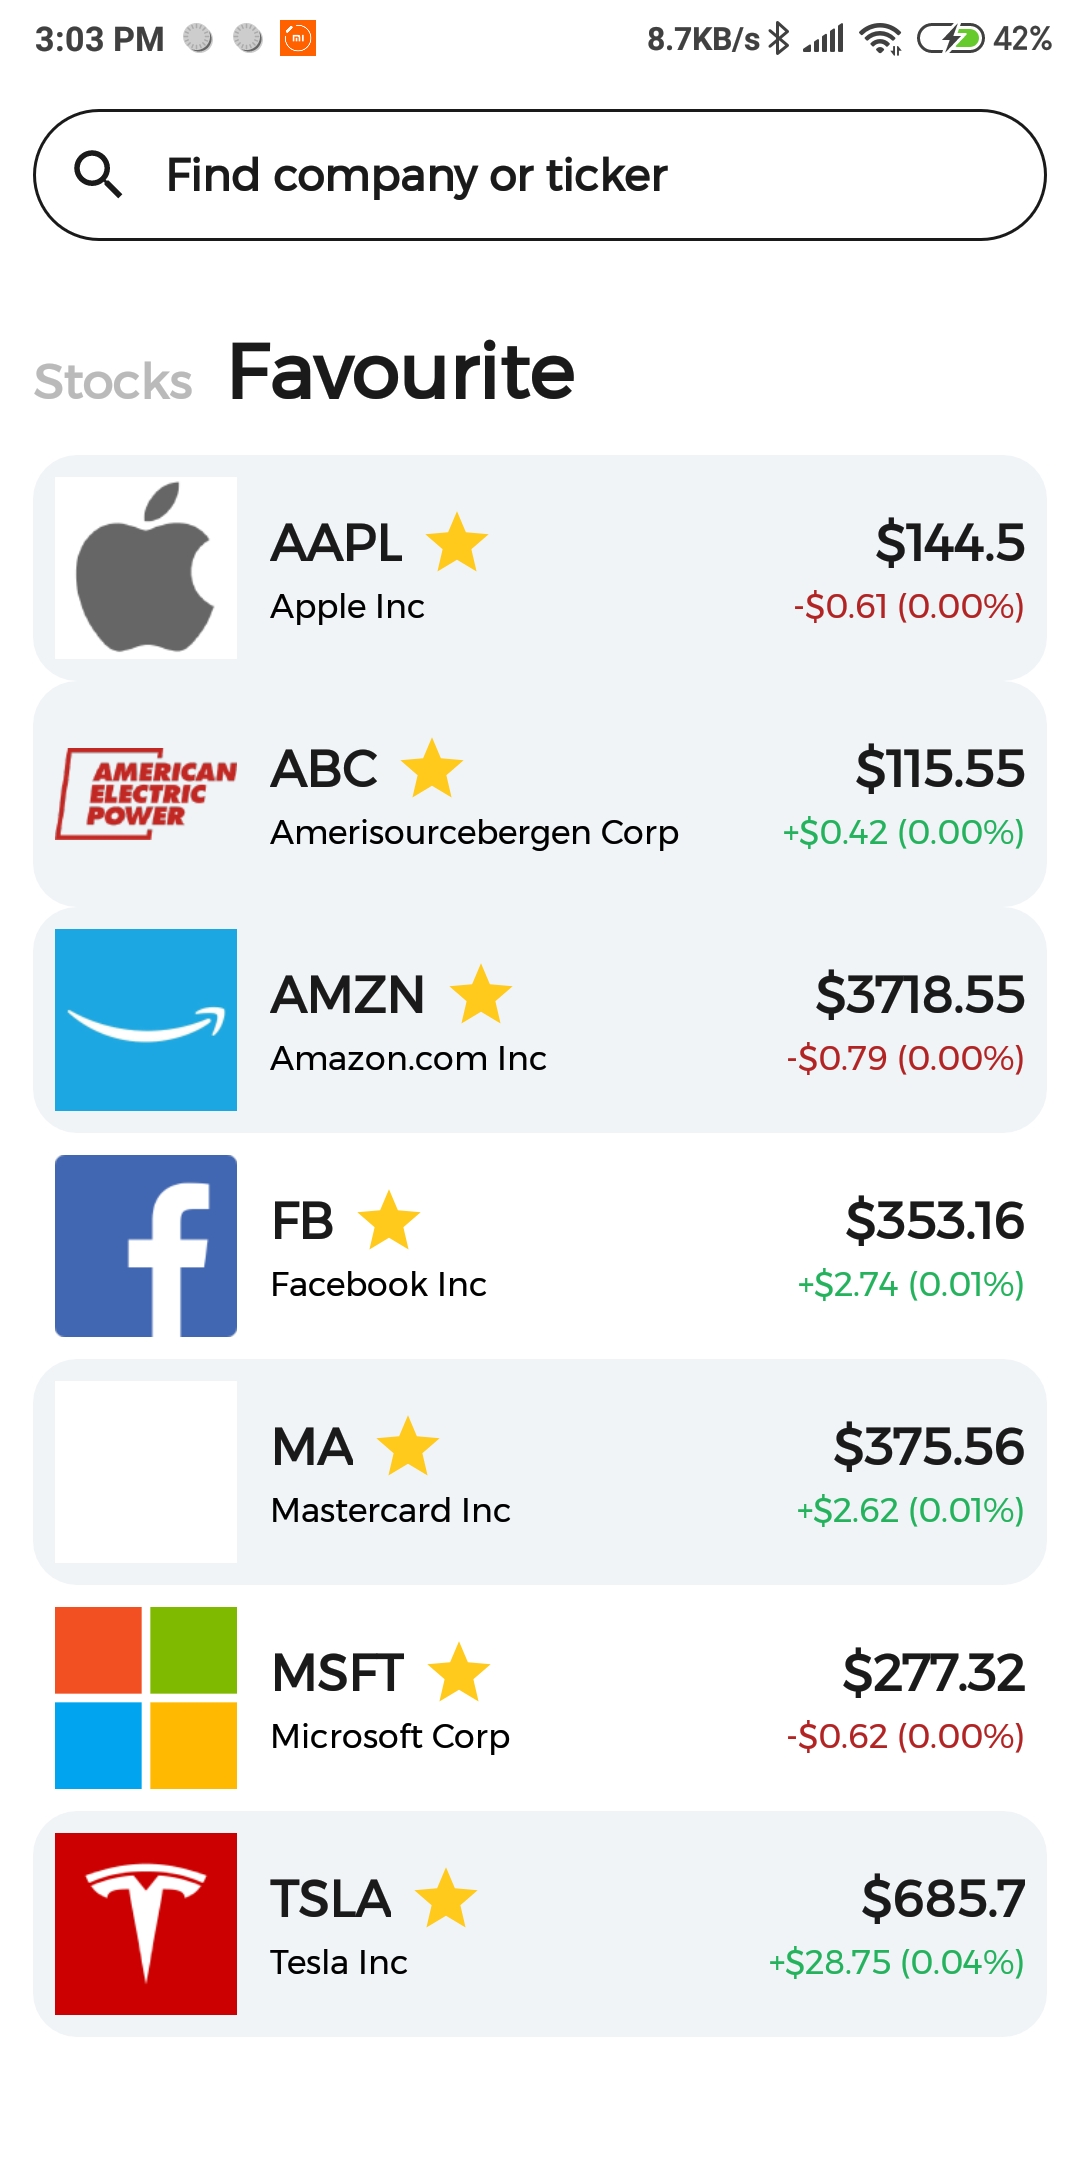 3:03 PM 8.7KB/s 42%
Find company or ticker
Stocks Favourite
AAPL $144.5
Apple Inc -$0.61 (0.00%)
AMERICAN
ELECTRIC
POWER
ABC $115.55
Amerisourcebergen Corp +$0.42 (0.00%)
AMZN $3718.55
Amazon.com Inc -$0.79 (0.00%)
f
FB $353.16
Facebook Inc +$2.74 (0.01%)
MA $375.56
Mastercard Inc +$2.62 (0.01%)
MSFT $277.32
Microsoft Corp -$0.62 (0.00%)
TSLA $685.7
Tesla Inc +$28.75 (0.04%)